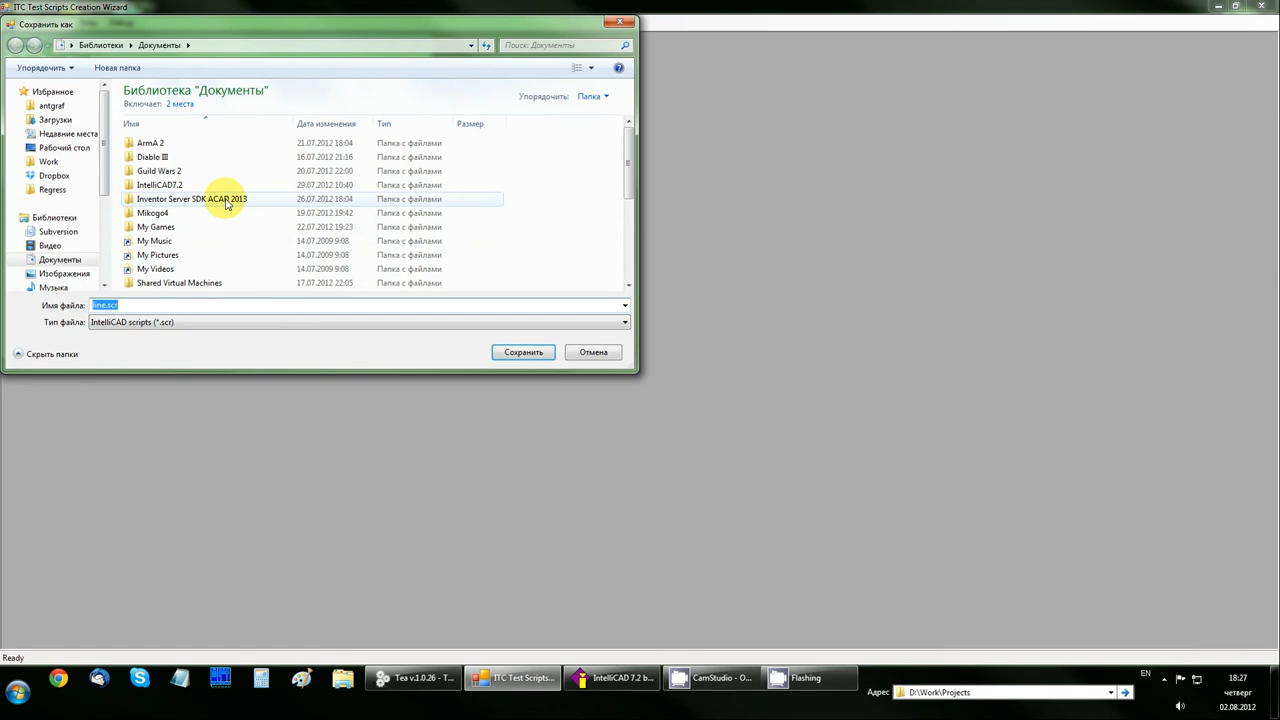 ITC Test Scripts Creation Wizard
Сохранить как
Библиотеки
Документы
Поиск: Документы
Упорядочить
Новая папка
Избранное
antgraf
Загрузки
Недавние места
Рабочий стол
Work
Dropbox
Regress
Библиотеки
Subversion
Видео
Документы
Изображения
Музыка
Библиотека "Документы"
Включает: 2 места
Упорядочить: Папка
Имя Дата изменения Тип Размер
ArmA 2 21.07.2012 18:04 Папка с файлами
Diablo III 16.07.2012 21:16 Папка с файлами
Guild Wars 2 20.07.2012 22:00 Папка с файлами
IntelliCAD7.2 29.07.2012 10:40 Папка с файлами
Inventor Server SDK ACAD 2013 26.07.2012 18:04 Папка с файлами
Mikogo4 19.07.2012 19:42 Папка с файлами
My Games 22.07.2012 19:23 Папка с файлами
My Music 14.07.2009 9:08 Папка с файлами
My Pictures 14.07.2009 9:08 Папка с файлами
My Videos 14.07.2009 9:08 Папка с файлами
Shared Virtual Machines 17.07.2012 22:05 Папка с файлами
Имя файла: line.scr
Тип файла: IntelliCAD scripts (*.scr)
Скрыть папки
Сохранить
Отмена
Ready
Tea v.1.0.26 - T...
ITC Test Scripts...
IntelliCAD 7.2 b...
CamStudio - O...
Flashing
Адрес
D:\Work\Projects
EN
18:27
четверг
02.08.2012